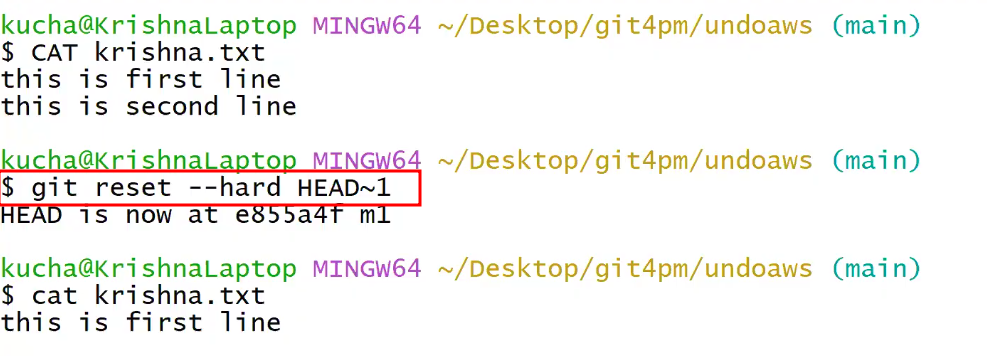 kucha@KrishnaLaptop MINGW64 ~/Desktop/git4pm/undoaws (main)
$ CAT krishna.txt
this is first line
this is second line
kucha@KrishnaLaptop MINGW64 ~/Desktop/git4pm/undoaws (main)
$ git reset --hard HEAD~1
HEAD is now at e855a4f m1
kucha@KrishnaLaptop MINGW64 ~/Desktop/git4pm/undoaws (main)
$ cat krishna.txt
this is first line